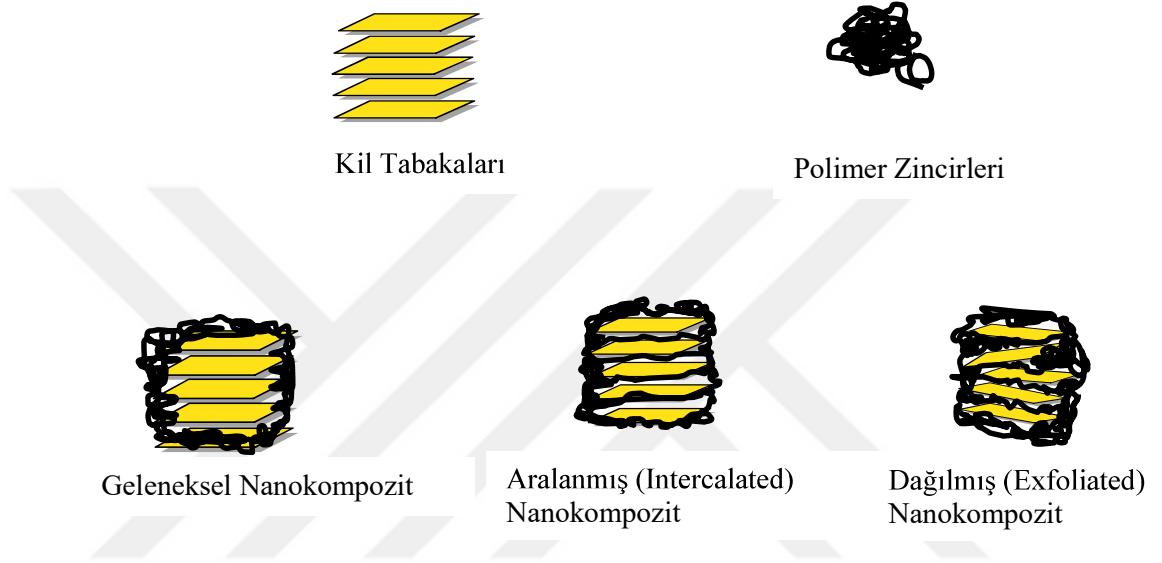 Kil Tabakaları
Polimer Zincirleri
Geleneksel Nanokompozit
Aralanmış (Intercalated)
Nanokompozit
Dağılmış (Exfoliated)
Nanokompozit